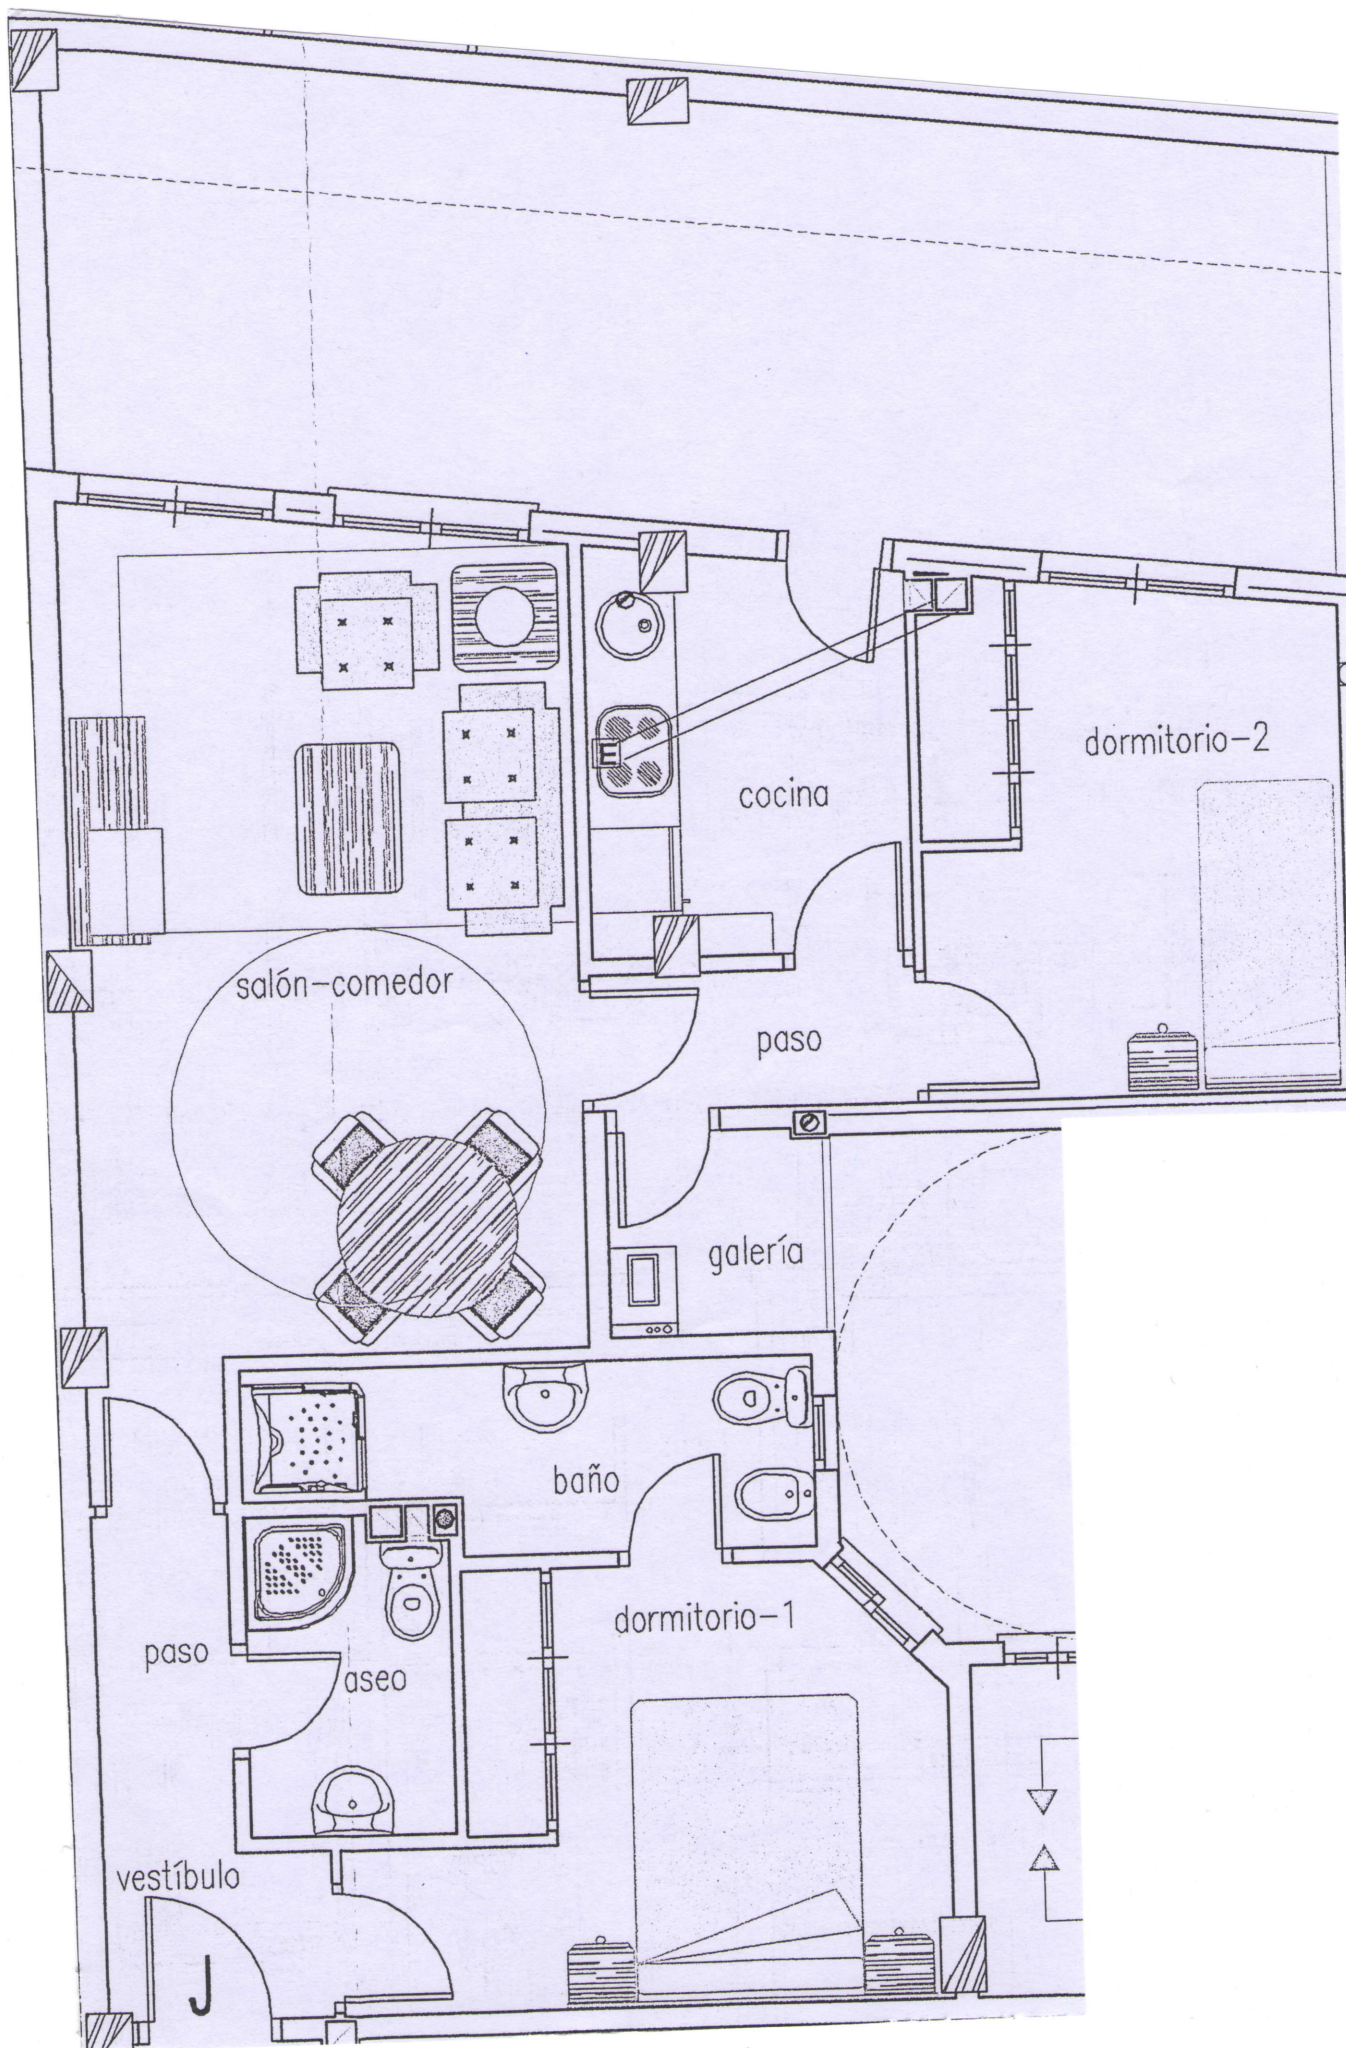 dormitorio-2
E
cocina
salón-comedor
paso
galería
baño
dormitorio-1
paso
aseo
vestíbulo
J